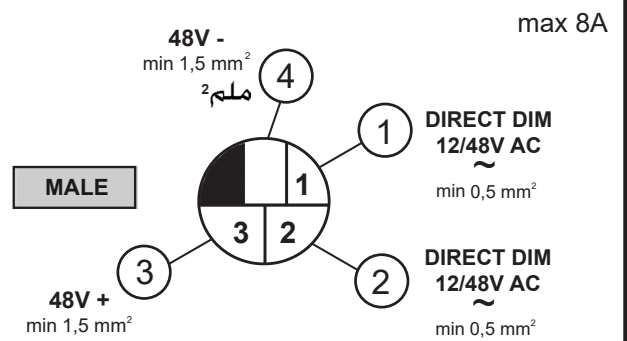 max 8A
48V -
min 1,5 mm²
ملم²
4
1
DIRECT DIM
12/48V AC
~
min 0,5 mm²
MALE
1
3 2
3
2
DIRECT DIM
12/48V AC
~
min 0,5 mm²
48V +
min 1,5 mm²